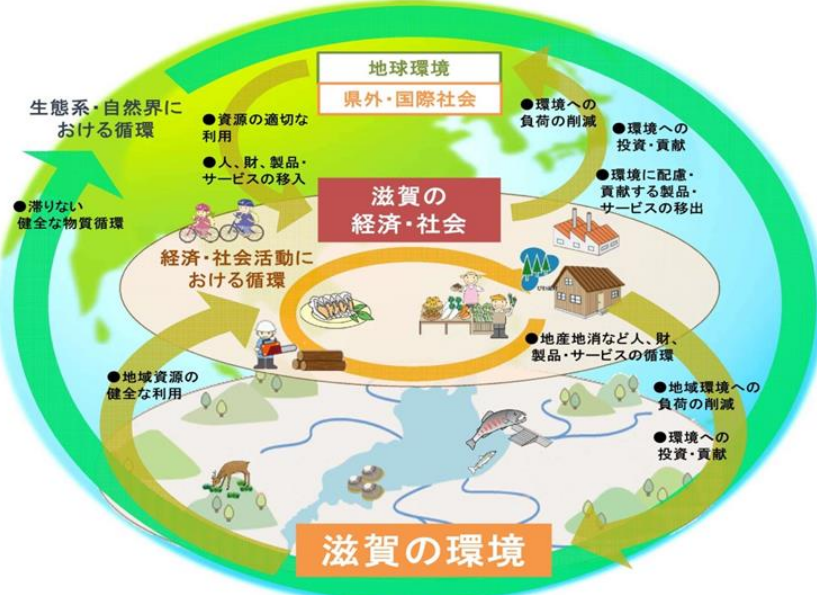 地球環境
県外・国際社会
生態系・自然界に
おける循環
●資源の適切な
利用
●人、財、製品・
サービスの移入
●環境への
負荷の削減
●環境への
投資・貢献
●環境に配慮・
貢献する製品・
サービスの移出
●滞りない
健全な物質循環
滋賀の
経済・社会
経済・社会活動に
おける循環
●地産地消など人、財、
製品・サービスの循環
●地域資源の
健全な利用
●地域環境への
負荷の削減
●環境への
投資・貢献
滋賀の環境